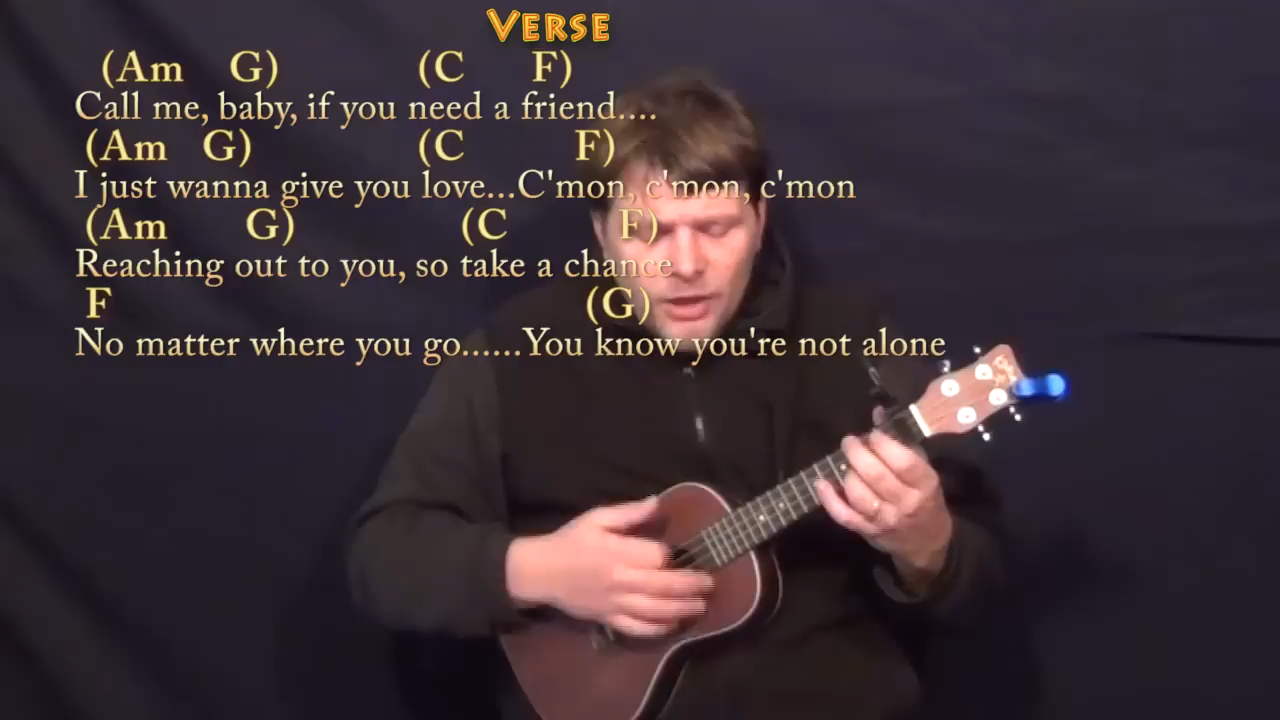 VERSE
(Am G) (C F)
Call me, baby, if you need a friend....
(Am G) (C F)
I just wanna give you love...C'mon, c'mon, c'mon
(Am G) (C F)
Reaching out to you, so take a chance
F (G)
No matter where you go......You know you're not alone